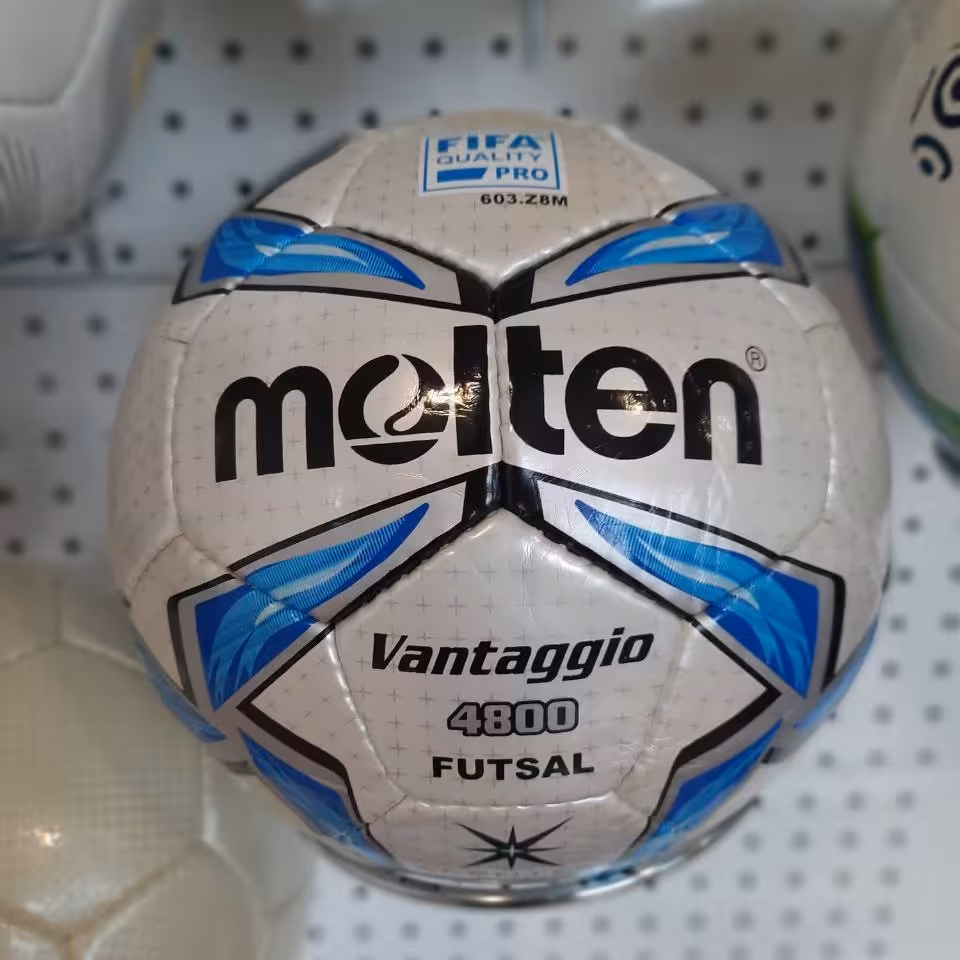 FIFA
QUALITY
PRO
603.Z8M
molten®
Vantaggio
4800
FUTSAL